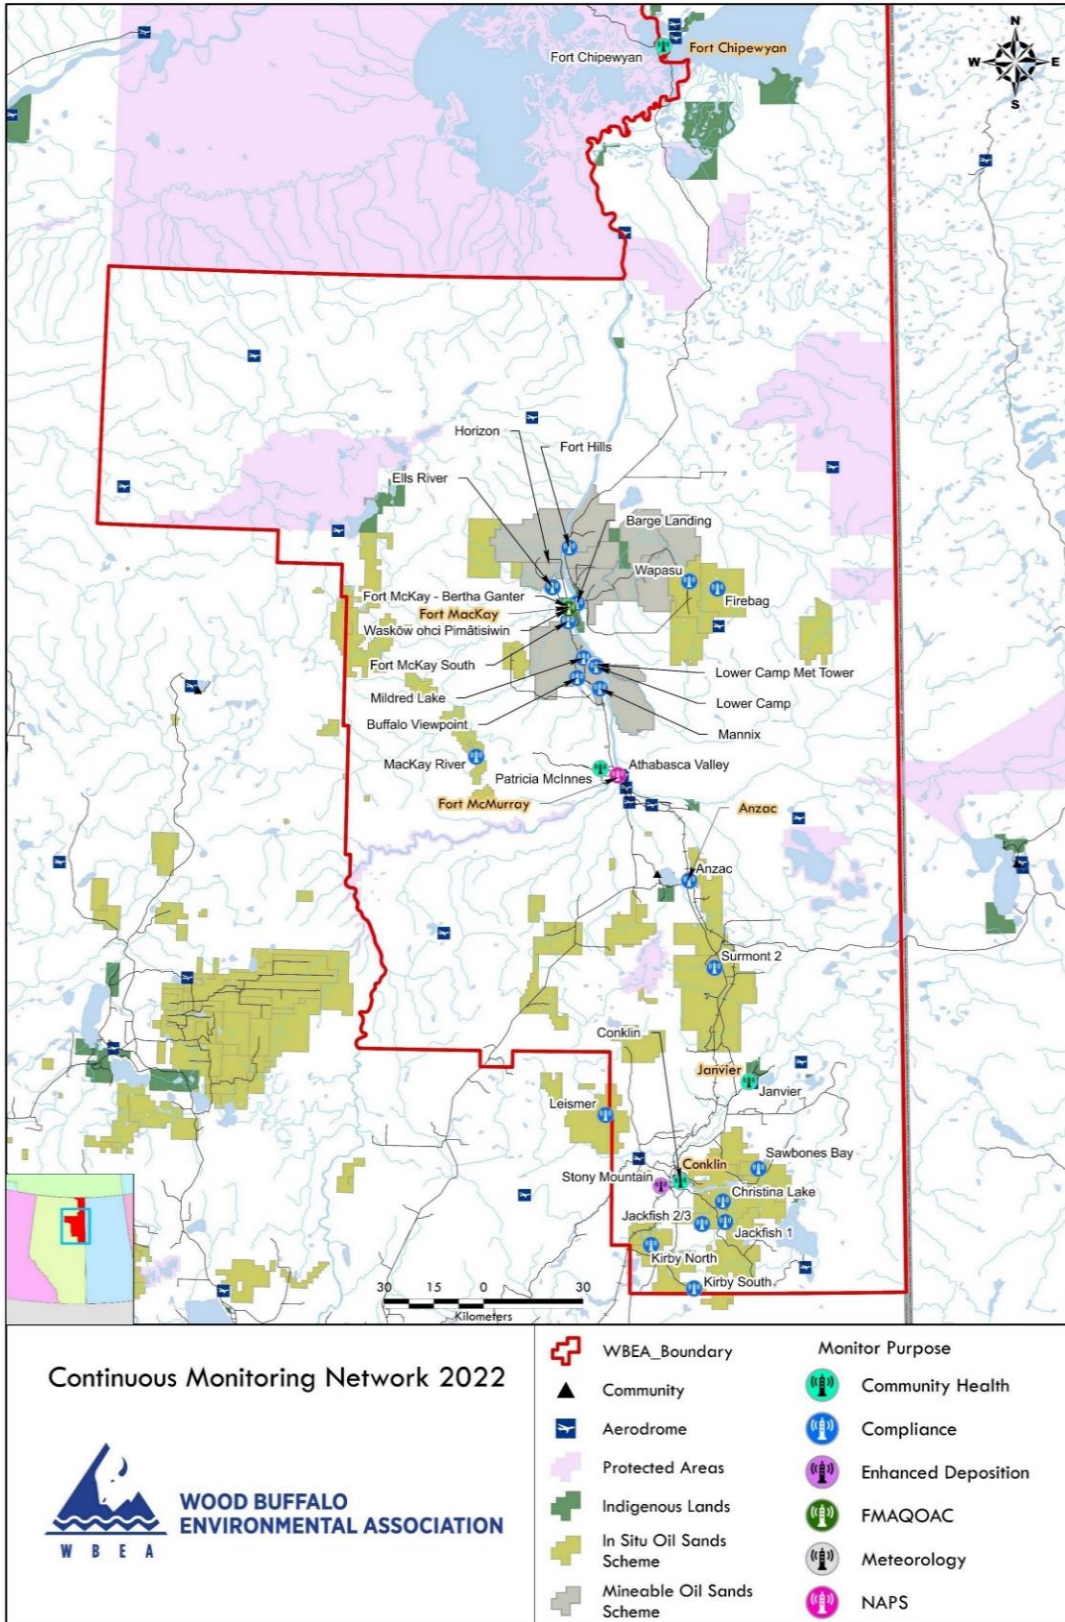 N
W E
S
Fort Chipewyan
Fort Chipewyan
Horizon
Fort Hills
Ells River
Barge Landing
Wapasu
Fort McKay - Bertha Ganter
Firebag
Fort MacKay
Waskōw ohci Pimâtisiwin
Fort McKay South
Lower Camp Met Tower
Mildred Lake
Lower Camp
Buffalo Viewpoint
Mannix
MacKay River
Athabasca Valley
Patricia McInnes
Fort McMurray
Anzac
Anzac
Surmont 2
Conklin
Janvier
Janvier
Leismer
Sawbones Bay
Conklin
Stony Mountain
Christina Lake
Jackfish 2/3
Jackfish 1
Kirby North
Kirby South
30 15 0 30
Kilometers
Continuous Monitoring Network 2022
WOOD BUFFALO
ENVIRONMENTAL ASSOCIATION
W B E A
WBEA_Boundary
Community
Aerodrome
Protected Areas
Indigenous Lands
In Situ Oil Sands
Scheme
Mineable Oil Sands
Scheme
Monitor Purpose
Community Health
Compliance
Enhanced Deposition
FMAQOAC
Meteorology
NAPS